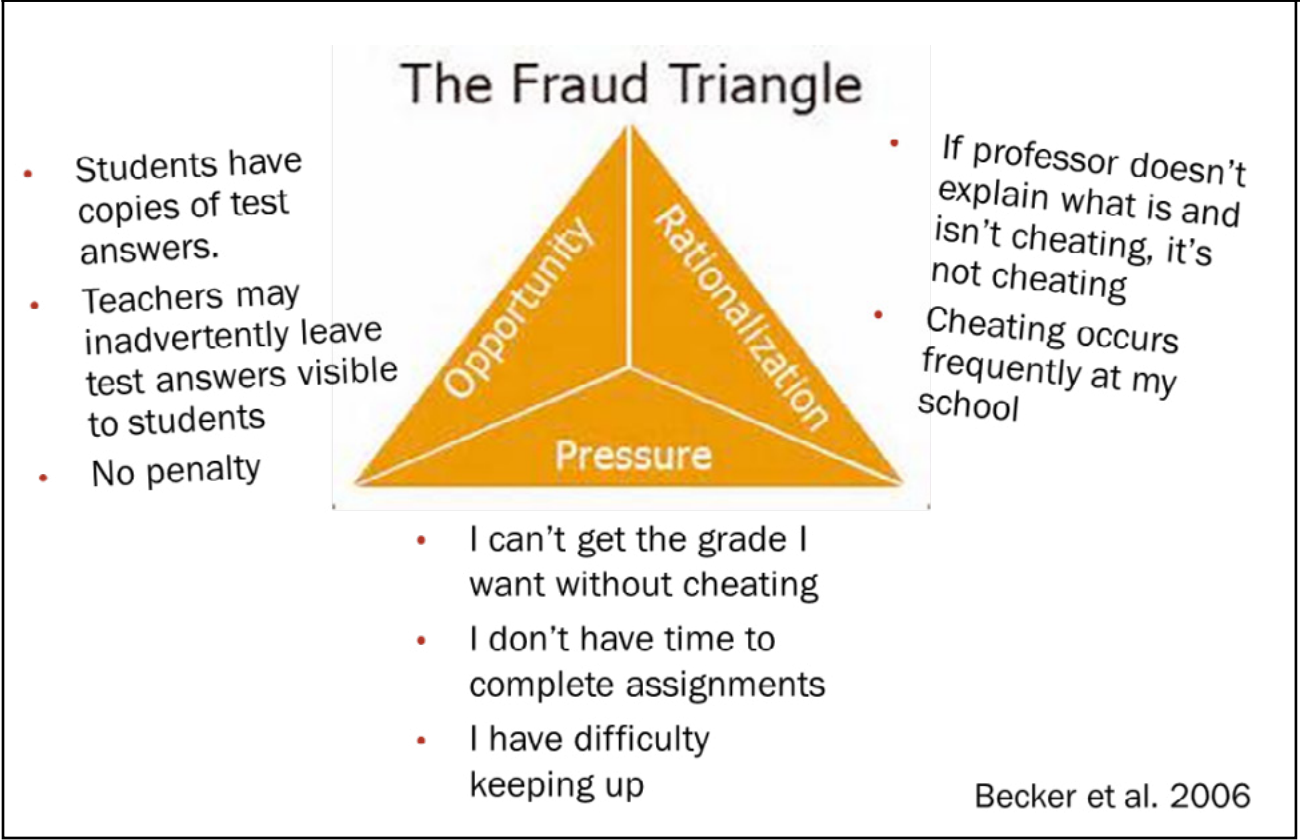 The Fraud Triangle
• Students have
copies of test
answers.
• Teachers may
inadvertently leave
test answers visible
to students
• No penalty
Opportunity
Rationalization
Pressure
• If professor doesn't
explain what is and
isn't cheating, it's
not cheating
• Cheating occurs
frequently at my
school
• I can't get the grade I
want without cheating
• I don't have time to
complete assignments
• I have difficulty
keeping up
Becker et al. 2006